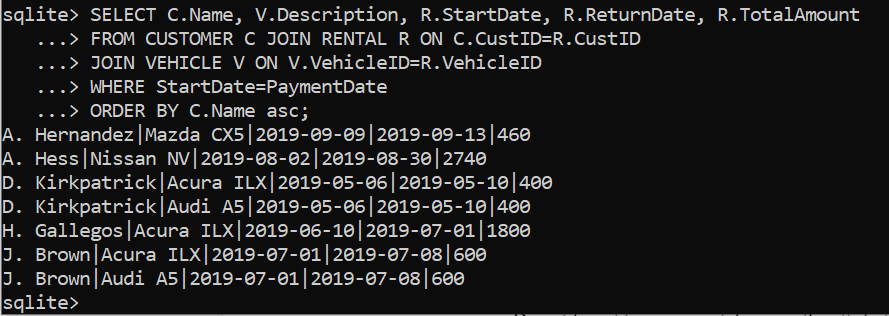 sqlite> SELECT C.Name, V.Description, R.StartDate, R.ReturnDate, R.TotalAmount
   ...> FROM CUSTOMER C JOIN RENTAL R ON C.CustID=R.CustID
   ...> JOIN VEHICLE V ON V.VehicleID=R.VehicleID
   ...> WHERE StartDate=PaymentDate
   ...> ORDER BY C.Name asc;
A. Hernandez|Mazda CX5|2019-09-09|2019-09-13|460
A. Hess|Nissan NV|2019-08-02|2019-08-30|2740
D. Kirkpatrick|Acura ILX|2019-05-06|2019-05-10|400
D. Kirkpatrick|Audi A5|2019-05-06|2019-05-10|400
H. Gallegos|Acura ILX|2019-06-10|2019-07-01|1800
J. Brown|Acura ILX|2019-07-01|2019-07-08|600
J. Brown|Audi A5|2019-07-01|2019-07-08|600
sqlite>